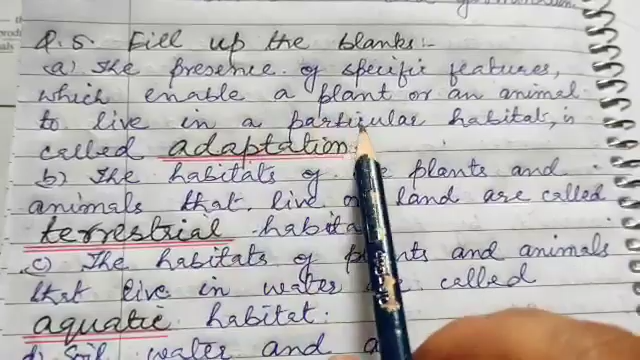 Q.5. Fill up the blanks:-
(a) The presence of specific features,
which enable a plant or an animal
to live in a particular habitat, is
called adaptation
b) The habitats of plants and
animals that live on land are called
terrestrial habita
c) The habitats of plants and animals
that live in water called
aquatic habitat.
d) Soil, water and a